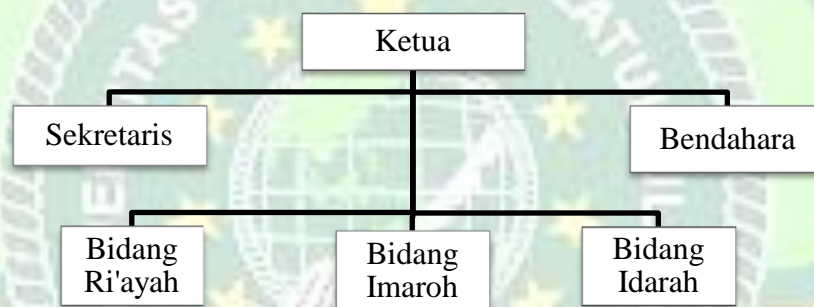 Ketua
Sekretaris
Bendahara
Bidang
Ri'ayah
Bidang
Imaroh
Bidang
Idarah